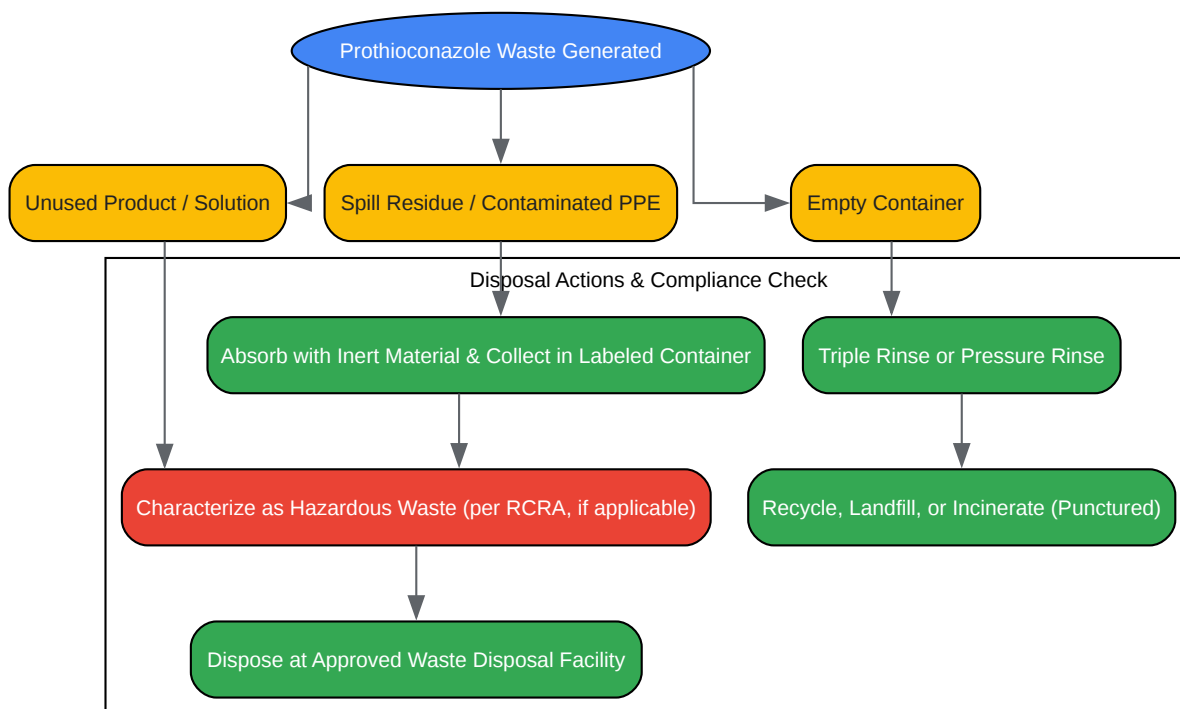 Prothioconazole Waste Generated
Unused Product / Solution
Spill Residue / Contaminated PPE
Empty Container
Disposal Actions & Compliance Check
Absorb with Inert Material & Collect in Labeled Container
Triple Rinse or Pressure Rinse
Characterize as Hazardous Waste (per RCRA, if applicable)
Recycle, Landfill, or Incinerate (Punctured)
Dispose at Approved Waste Disposal Facility